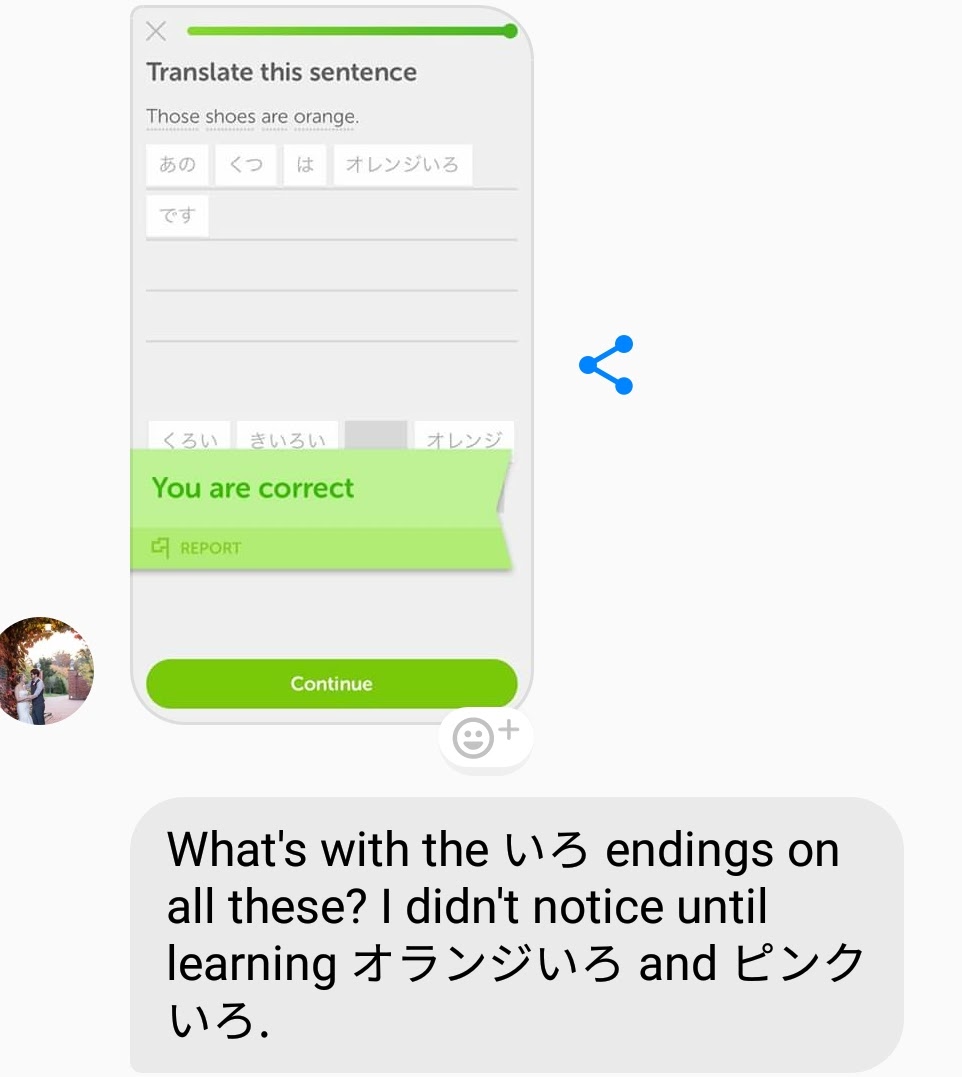 Translate this sentence
Those shoes are orange.
あの くつ は オレンジいろ
です
くろい きいろい オレンジ
You are correct
REPORT
Continue
What's with the いろ endings on
all these? I didn't notice until
learning オランジいろ and ピンク
いろ.